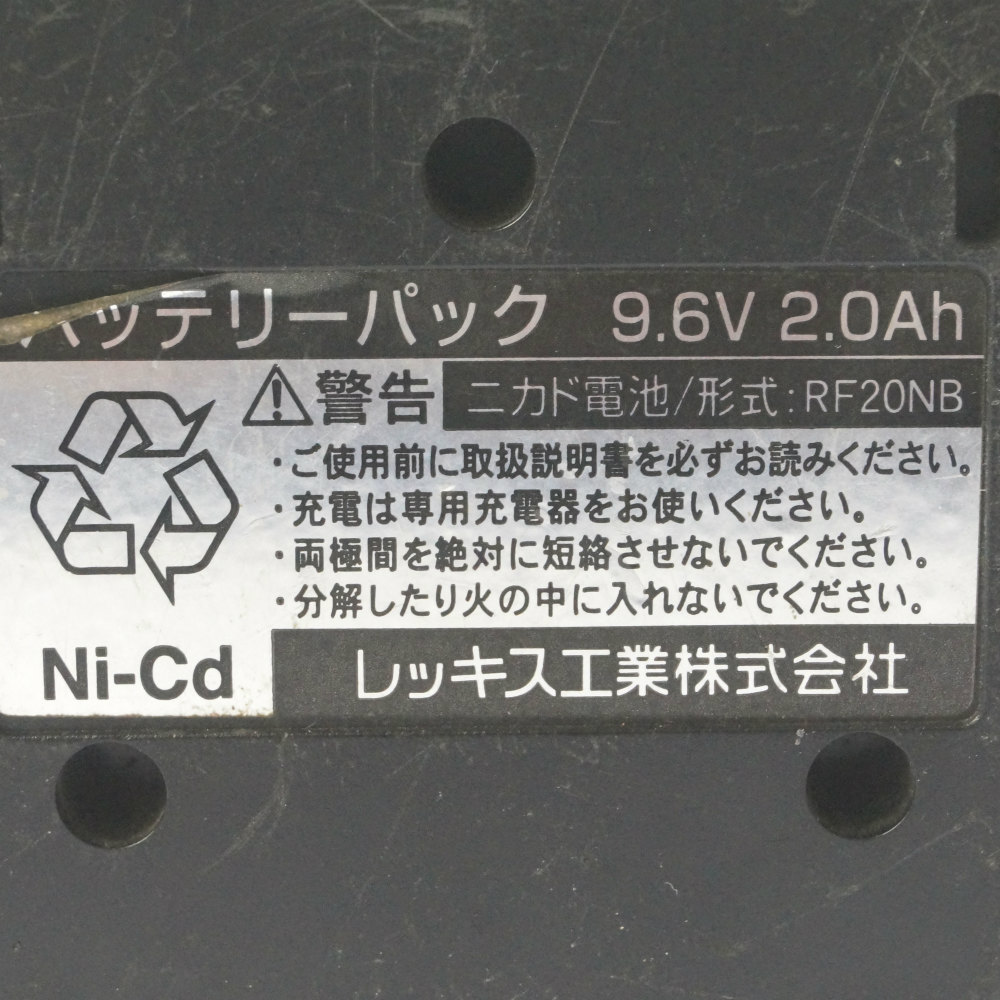 バッテリーパック 9.6V 2.0Ah
⚠警告 ニカド電池/形式:RF20NB
・ご使用前に取扱説明書を必ずお読みください。
・充電は専用充電器をお使いください。
・両極間を絶対に短絡させないでください。
・分解したり火の中に入れないでください。
Ni-Cd レッキス工業株式会社